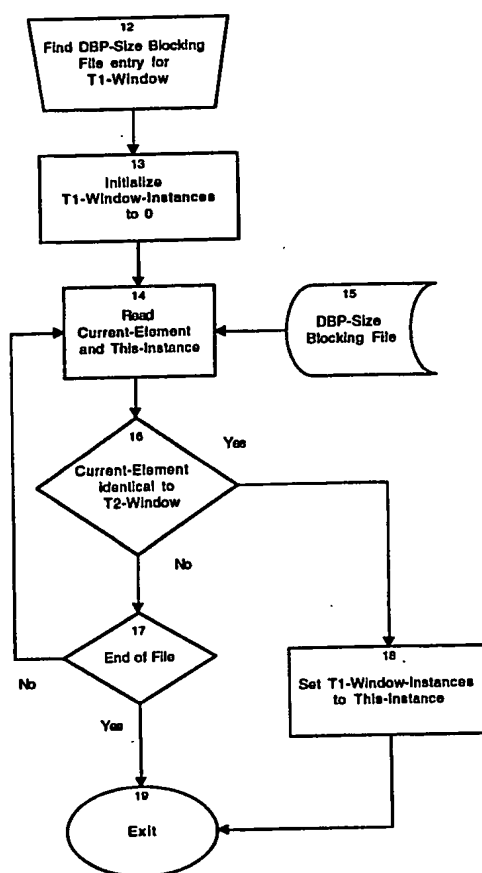 12
Find DBP-Size Blocking
File entry for
T1-Window
13
Initialize
T1-Window-Instances
to 0
14
Read
Current-Element
and This-Instance
15
DBP-Size
Blocking File
16
Current-Element
identical to
T2-Window
Yes
No
17
End of File
No
Yes
18
Set T1-Window-Instances
to This-Instance
19
Exit